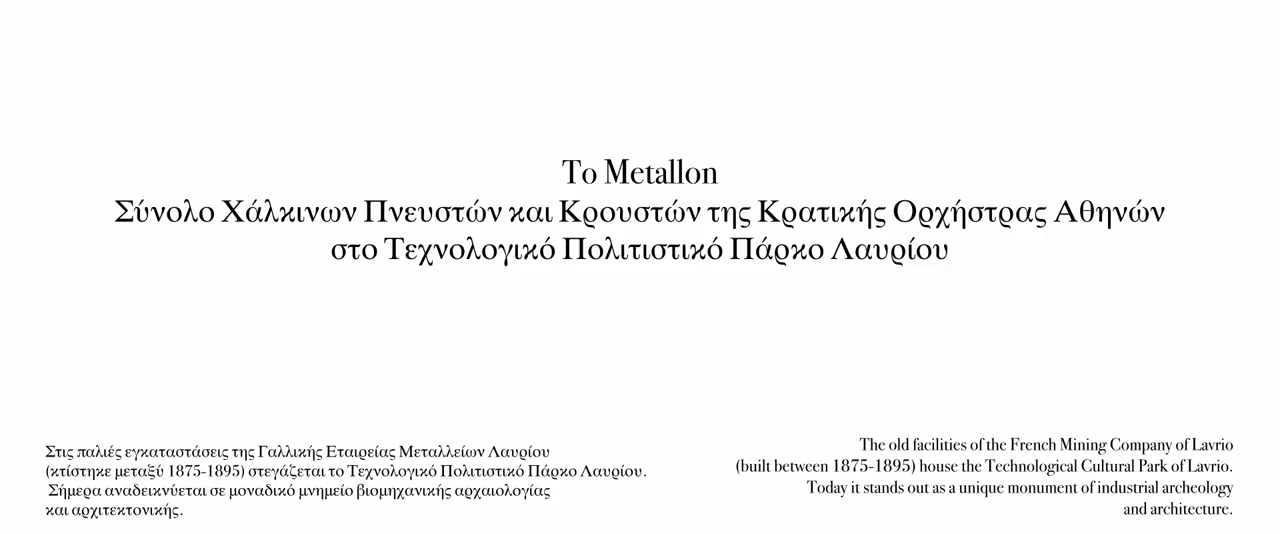 Το Metallon
Σύνολο Χάλκινων Πνευστών και Κρουστών της Κρατικής Ορχήστρας Αθηνών
στο Τεχνολογικό Πολιτιστικό Πάρκο Λαυρίου
Στις παλιές εγκαταστάσεις της Γαλλικής Εταιρείας Μεταλλείων Λαυρίου
(κτίστηκε μεταξύ 1875-1895) στεγάζεται το Τεχνολογικό Πολιτιστικό Πάρκο Λαυρίου.
Σήμερα αναδεικνύεται σε μοναδικό μνημείο βιομηχανικής αρχαιολογίας
και αρχιτεκτονικής.
The old facilities of the French Mining Company of Lavrio
(built between 1875-1895) house the Technological Cultural Park of Lavrio.
Today it stands out as a unique monument of industrial archeology
and architecture.